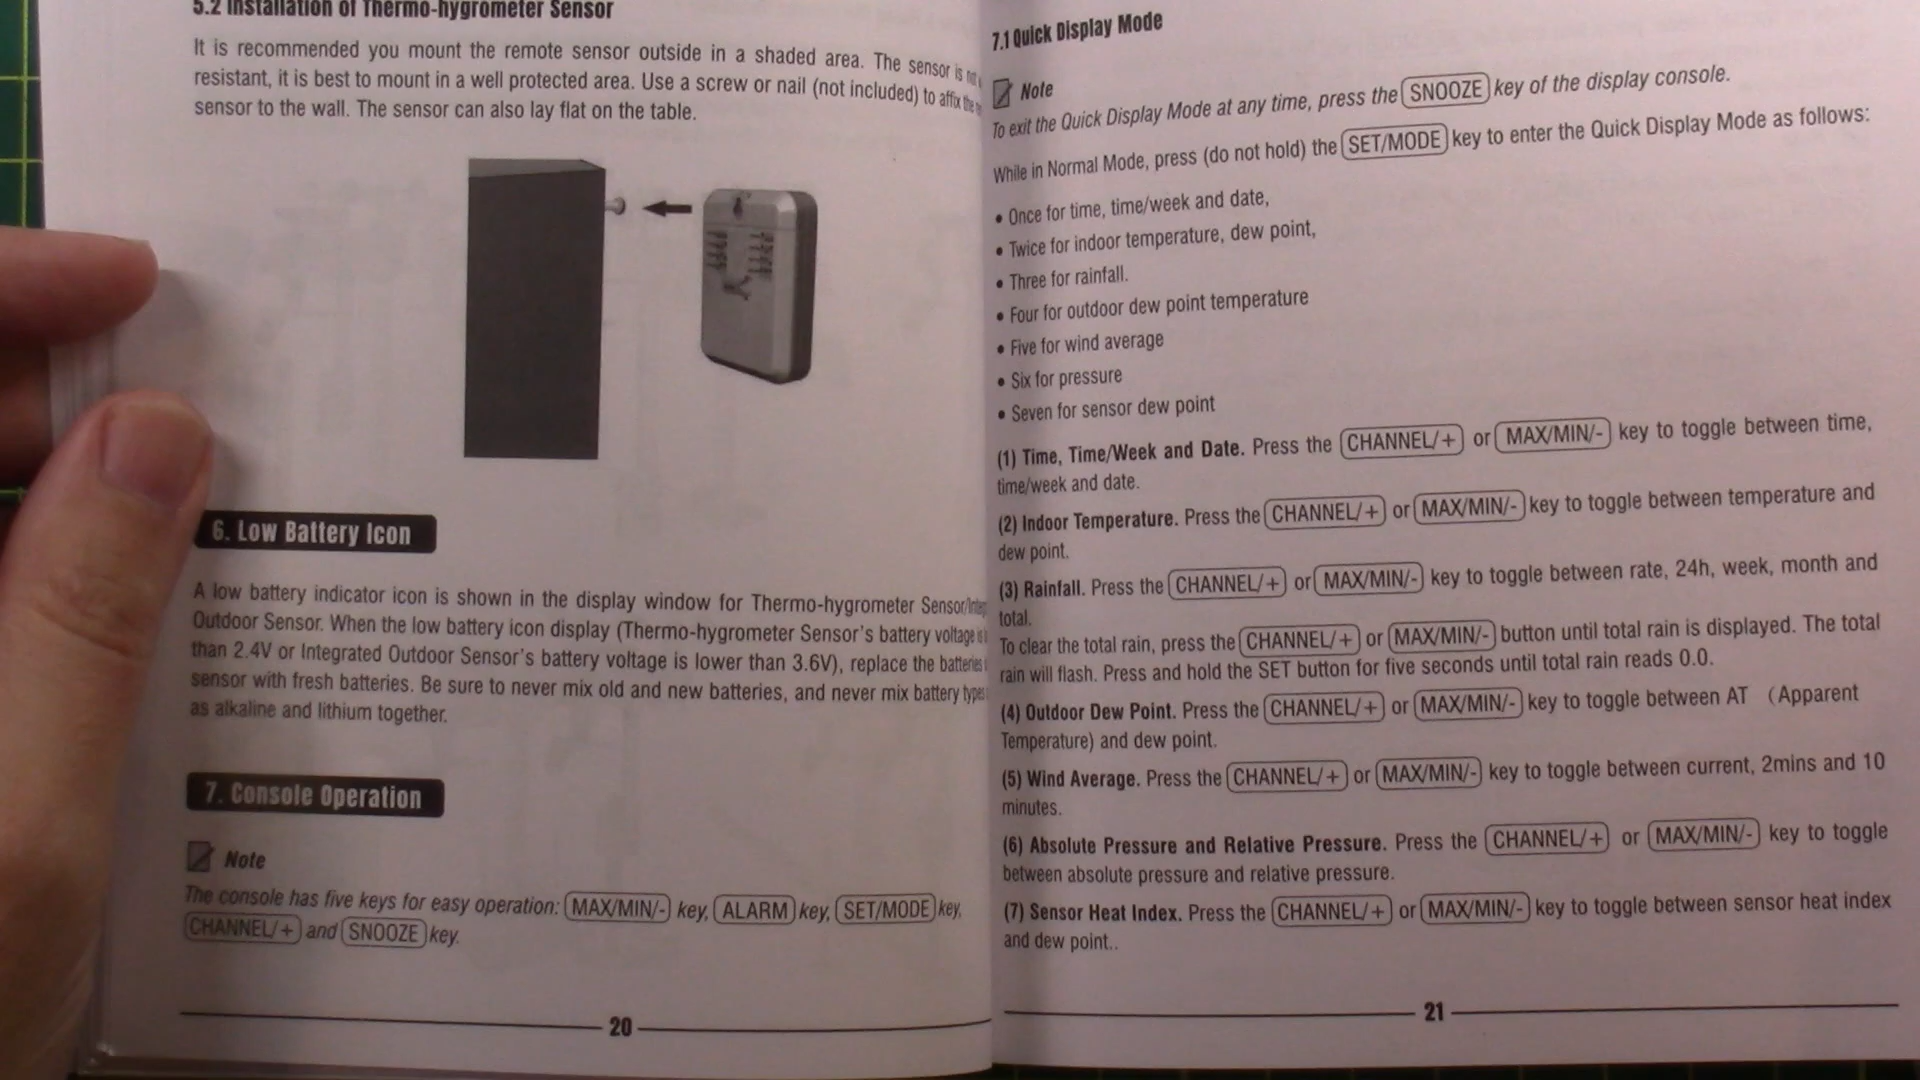 5.2 Installation of Thermo-hygrometer Sensor
It is recommended you mount the remote sensor outside in a shaded area. The sensor is not
resistant, it is best to mount in a well protected area. Use a screw or nail (not included) to affix the
sensor to the wall. The sensor can also lay flat on the table.
6. Low Battery Icon
A low battery indicator icon is shown in the display window for Thermo-hygrometer Sensor/
Outdoor Sensor. When the low battery icon display (Thermo-hygrometer Sensor's battery voltage is
than 2.4V or Integrated Outdoor Sensor's battery voltage is lower than 3.6V), replace the batteries
sensor with fresh batteries. Be sure to never mix old and new batteries, and never mix battery types
as alkaline and lithium together.
7. Console Operation
Note
The console has five keys for easy operation: MAX/MIN/- key, ALARM key, SET/MODE key,
CHANNEL/+ and SNOOZE key.
20
7.1 Quick Display Mode
Note
To exit the Quick Display Mode at any time, press the SNOOZE key of the display console.
While in Normal Mode, press (do not hold) the SET/MODE key to enter the Quick Display Mode as follows:
• Once for time, time/week and date,
• Twice for indoor temperature, dew point,
• Three for rainfall.
• Four for outdoor dew point temperature
• Five for wind average
• Six for pressure
• Seven for sensor dew point
(1) Time, Time/Week and Date. Press the CHANNEL/+ or MAX/MIN/- key to toggle between time,
time/week and date.
(2) Indoor Temperature. Press the CHANNEL/+ or MAX/MIN/- key to toggle between temperature and
dew point.
(3) Rainfall. Press the CHANNEL/+ or MAX/MIN/- key to toggle between rate, 24h, week, month and
total.
To clear the total rain, press the CHANNEL/+ or MAX/MIN/- button until total rain is displayed. The total
rain will flash. Press and hold the SET button for five seconds until total rain reads 0.0.
(4) Outdoor Dew Point. Press the CHANNEL/+ or MAX/MIN/- key to toggle between AT （Apparent
Temperature) and dew point.
(5) Wind Average. Press the CHANNEL/+ or MAX/MIN/- key to toggle between current, 2mins and 10
minutes.
(6) Absolute Pressure and Relative Pressure. Press the CHANNEL/+ or MAX/MIN/- key to toggle
between absolute pressure and relative pressure.
(7) Sensor Heat Index. Press the CHANNEL/+ or MAX/MIN/- key to toggle between sensor heat index
and dew point..
21